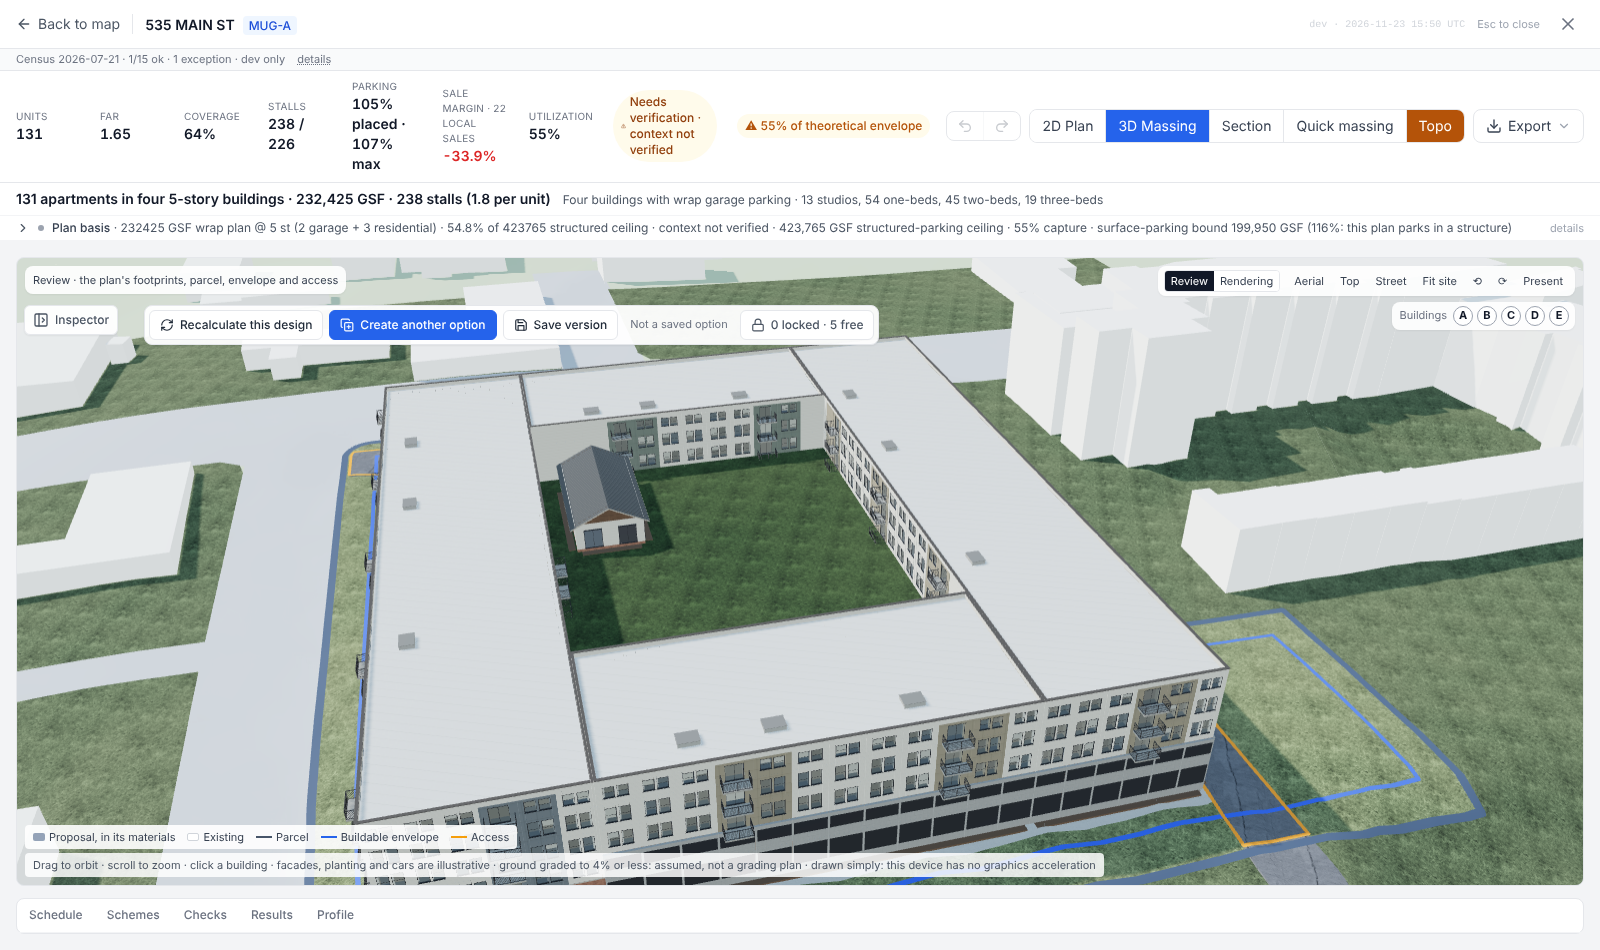 Back to map
535 MAIN ST
MUG-A
dev · 2026-11-23 15:50 UTC
Esc to close
Census 2026-07-21 · 1/15 ok · 1 exception · dev only
details
UNITS
131
FAR
1.65
COVERAGE
64%
STALLS
238 /
226
PARKING
105%
placed ·
107%
max
SALE
MARGIN · 22
LOCAL
SALES
-33.9%
UTILIZATION
55%
Needs
verification ·
context not
verified
55% of theoretical envelope
2D Plan
3D Massing
Section
Quick massing
Topo
Export
131 apartments in four 5-story buildings · 232,425 GSF · 238 stalls (1.8 per unit)
Four buildings with wrap garage parking · 13 studios, 54 one-beds, 45 two-beds, 19 three-beds
Plan basis · 232425 GSF wrap plan @ 5 st (2 garage + 3 residential) · 54.8% of 423765 structured ceiling · context not verified · 423,765 GSF structured-parking ceiling · 55% capture · surface-parking bound 199,950 GSF (116%: this plan parks in a structure)
details
Review · the plan's footprints, parcel, envelope and access
Review
Rendering
Aerial
Top
Street
Fit site
Present
Inspector
Recalculate this design
Create another option
Save version
Not a saved option
0 locked · 5 free
Buildings
A
B
C
D
E
Proposal, in its materials
Existing
Parcel
Buildable envelope
Access
Drag to orbit · scroll to zoom · click a building · facades, planting and cars are illustrative · ground graded to 4% or less: assumed, not a grading plan · drawn simply: this device has no graphics acceleration
Schedule
Schemes
Checks
Results
Profile